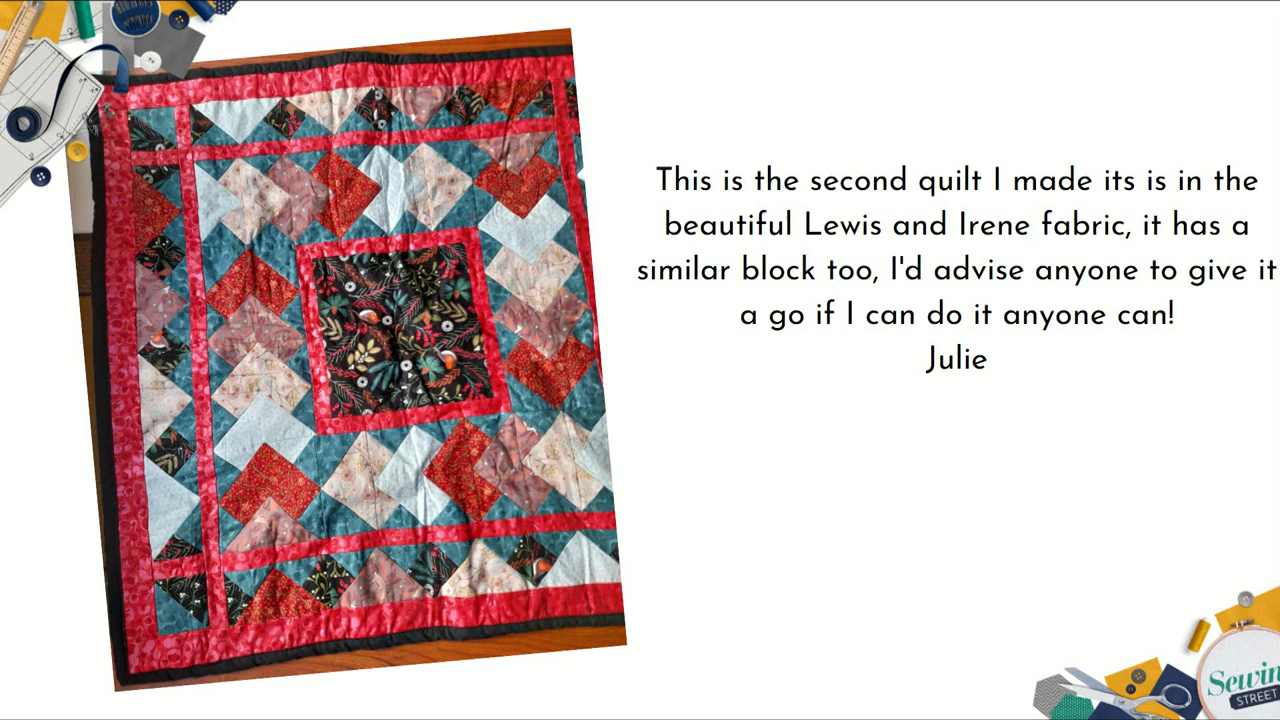 This is the second quilt I made its is in the
beautiful Lewis and Irene fabric, it has a
similar block too, I'd advise anyone to give it
a go if I can do it anyone can!
Julie
STREET